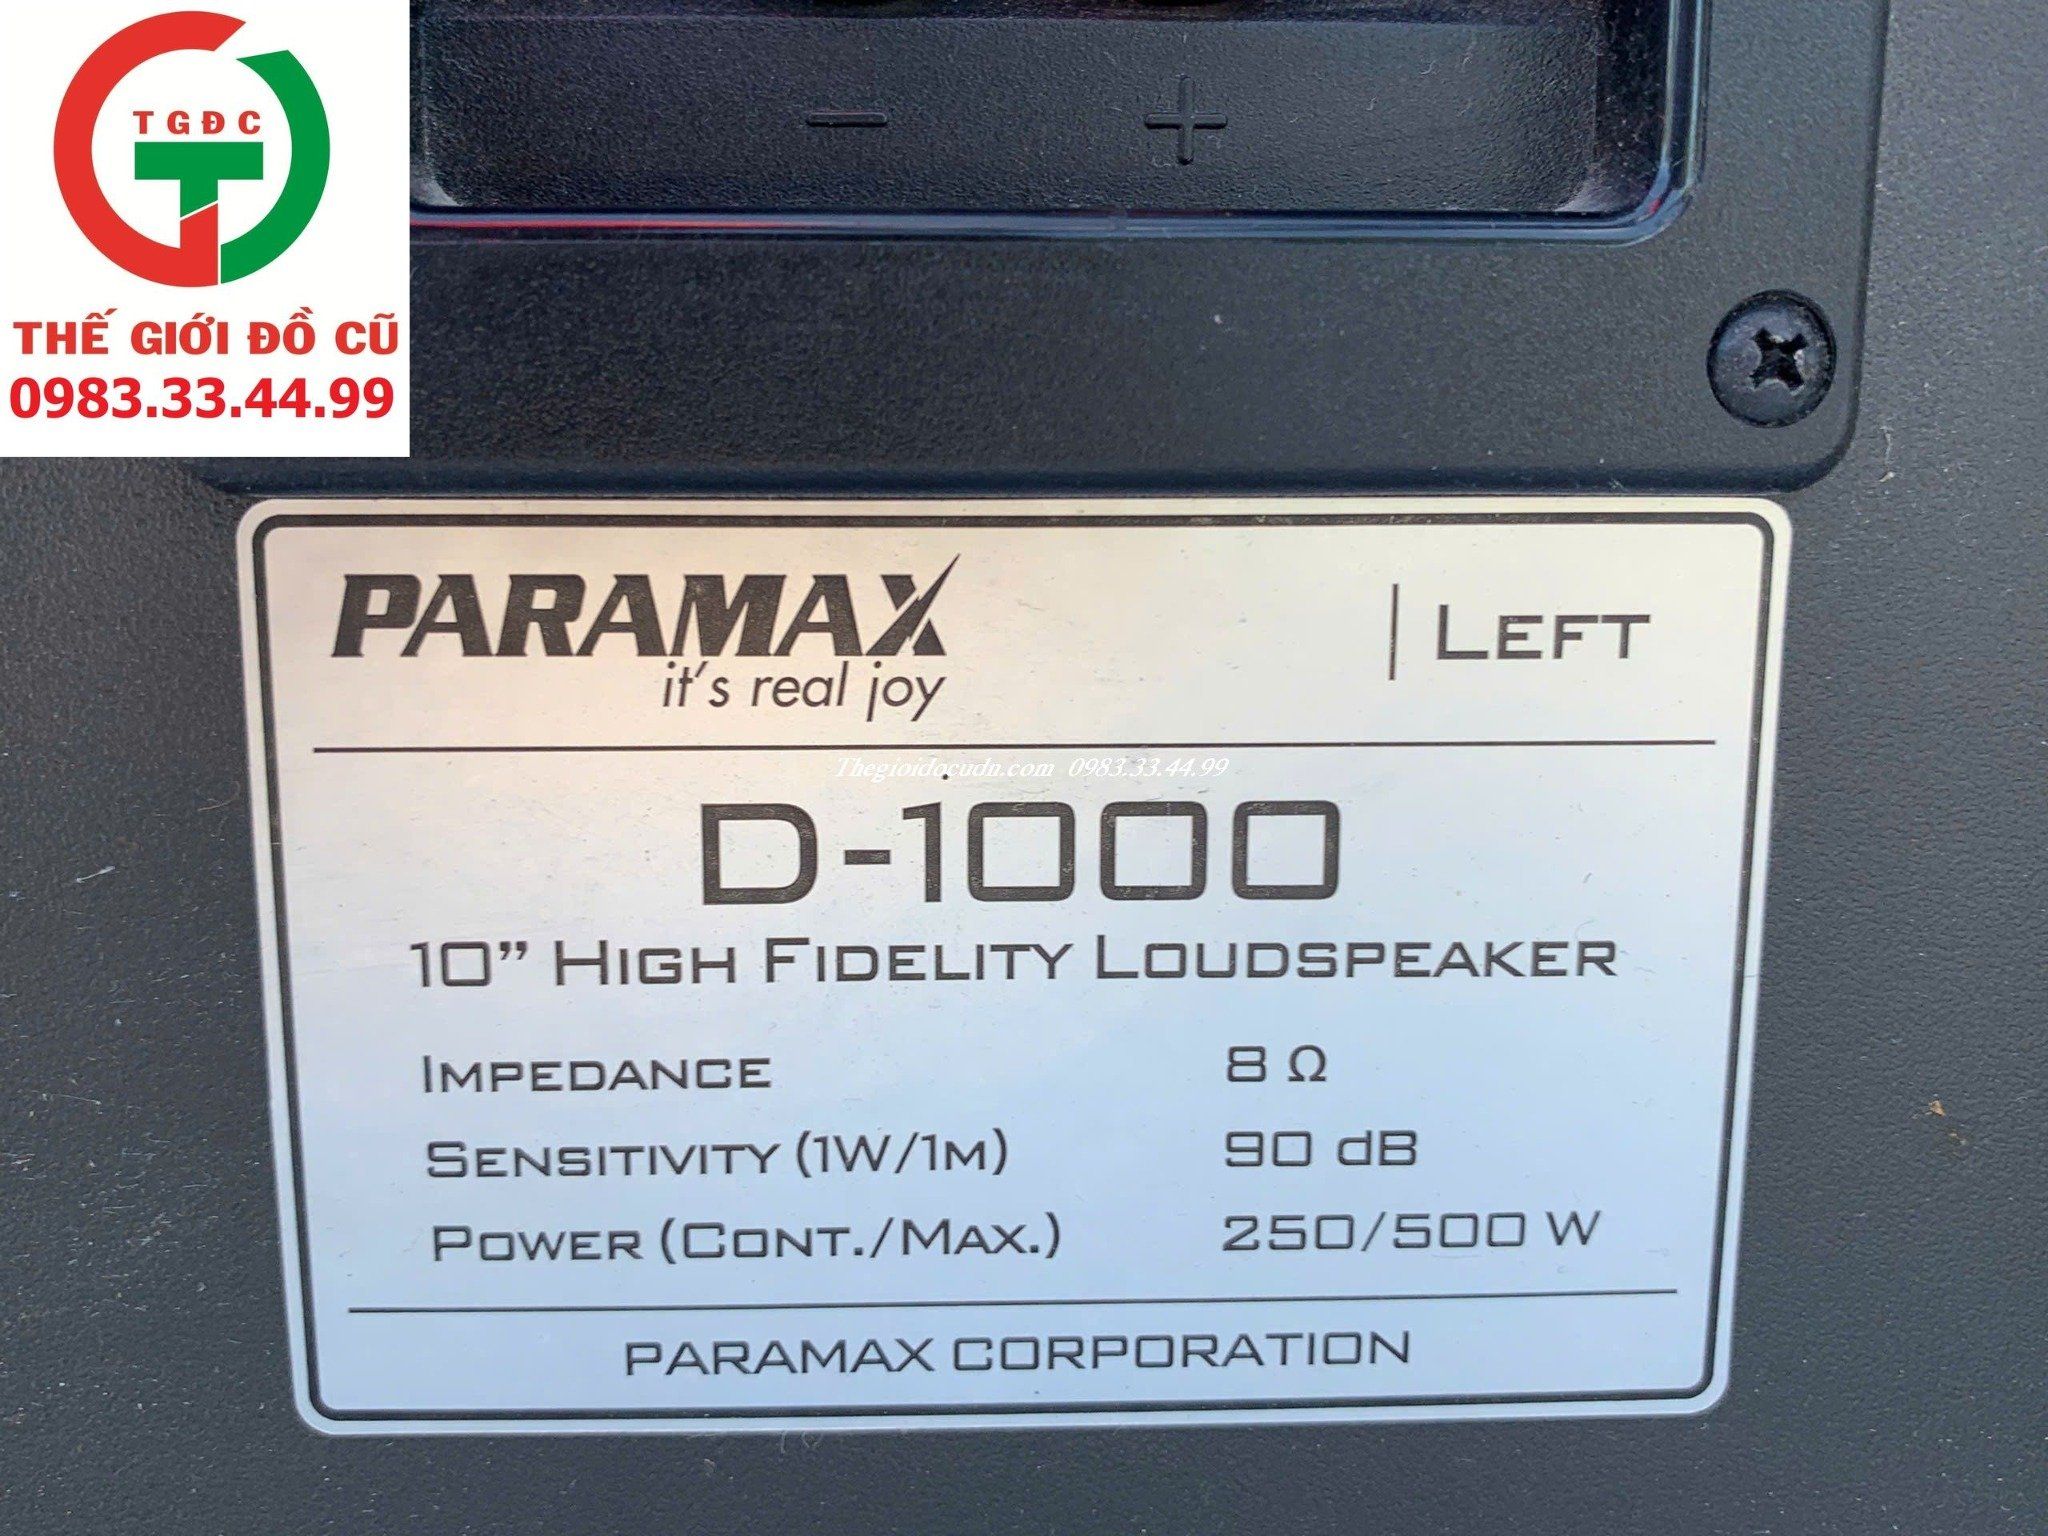 TGĐC
THẾ GIỚI ĐỒ CŨ
0983.33.44.99
− +
PARAMAX
it's real joy
| LEFT
Thegioidocudn.com 0983.33.44.99
D-1000
10” HIGH FIDELITY LOUDSPEAKER
IMPEDANCE 8 Ω
SENSITIVITY (1W/1M) 90 dB
POWER (CONT./MAX.) 250/500 W
PARAMAX CORPORATION